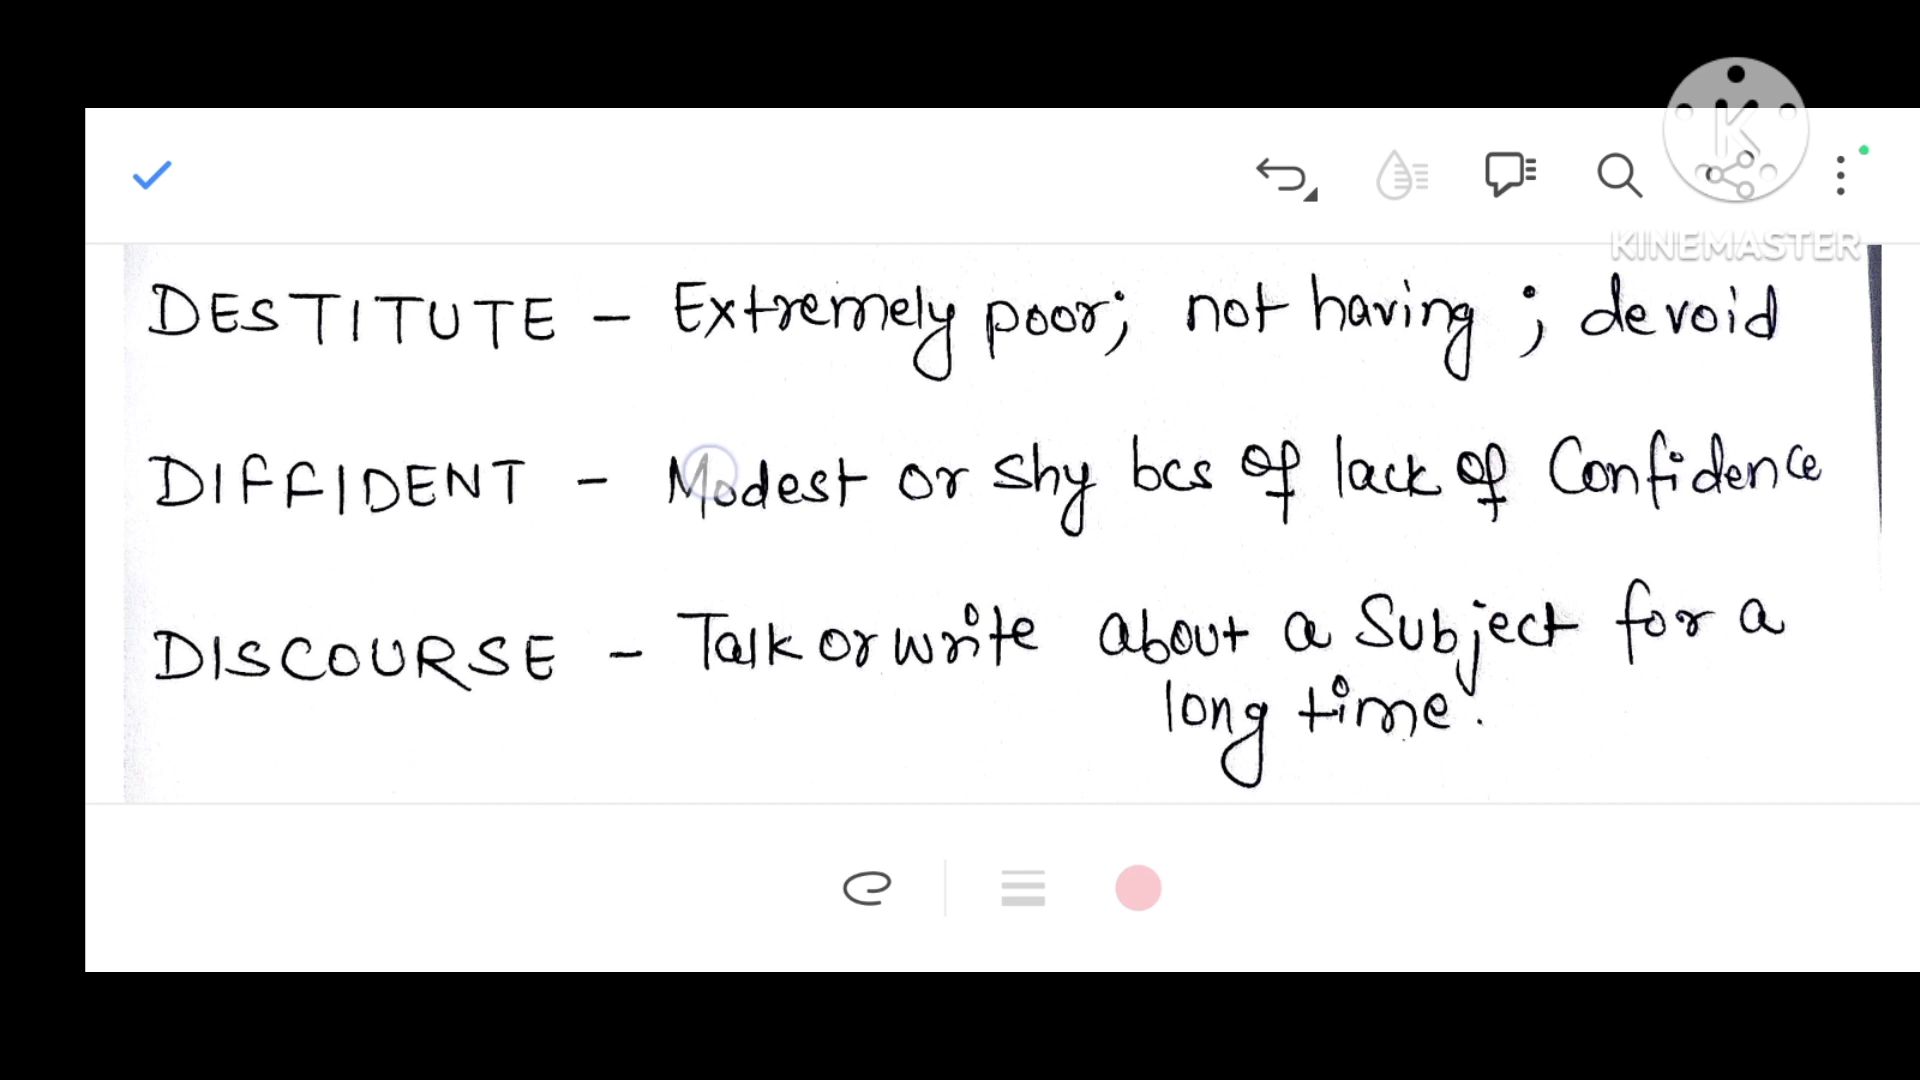 K
KINEMASTER
DESTITUTE - Extremely poor; not having; devoid
DIFFIDENT - Modest or shy bcs of lack of Confidence
DISCOURSE - Talk or write about a Subject for a
long time.